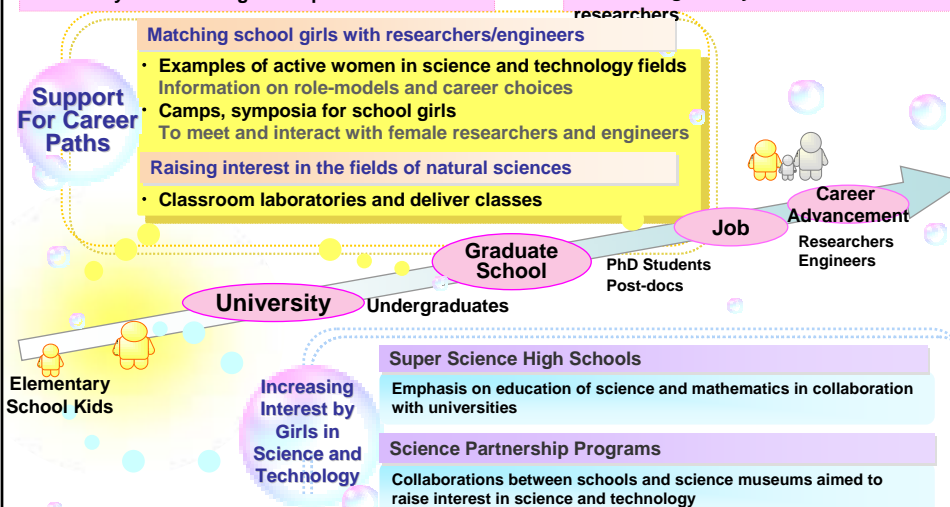 researchers
Matching school girls with researchers/engineers
・ Examples of active women in science and technology fields
Information on role-models and career choices
・ Camps, symposia for school girls
To meet and interact with female researchers and engineers
Raising interest in the fields of natural sciences
・ Classroom laboratories and deliver classes
Support
For Career
Paths
Career
Advancement
Job
Researchers
Engineers
Graduate
School
PhD Students
Post-docs
University
Undergraduates
Elementary
School Kids
Increasing
Interest by
Girls in
Science and
Technology
Super Science High Schools
Emphasis on education of science and mathematics in collaboration
with universities
Science Partnership Programs
Collaborations between schools and science museums aimed to
raise interest in science and technology